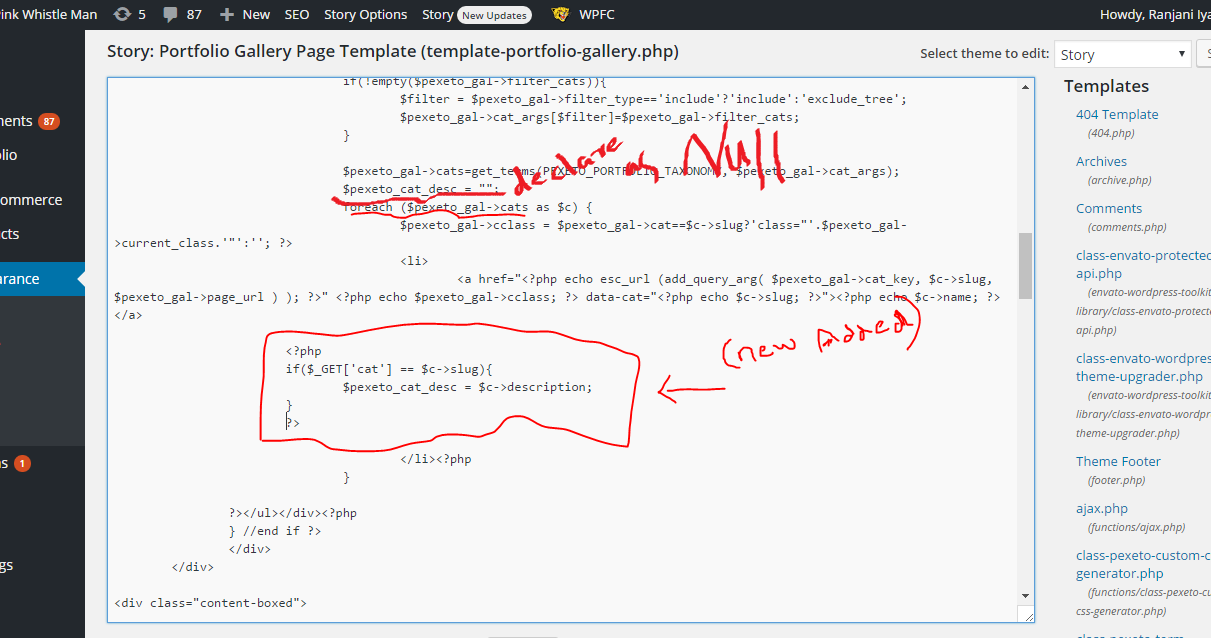 ink Whistle Man 5 87 + New SEO Story Options Story New Updates WPFC Howdy, Ranjani Iya
Story: Portfolio Gallery Page Template (template-portfolio-gallery.php)
Select theme to edit: Story
if(!empty($pexeto_gal->filter_cats)){
$filter = $pexeto_gal->filter_type=='include'?'include':'exclude_tree';
$pexeto_gal->cat_args[$filter]=$pexeto_gal->filter_cats;
}
declare as Null
$pexeto_gal->cats=get_terms(PEXETO_PORTFOLIO_TAXONOMY, $pexeto_gal->cat_args);
$pexeto_cat_desc = "";
foreach ($pexeto_gal->cats as $c) {
$pexeto_gal->cclass = $pexeto_gal->cat==$c->slug?'class="'.$pexeto_gal-
>current_class.'"':''; ?>
<li>
<a href="<?php echo esc_url (add_query_arg( $pexeto_gal->cat_key, $c->slug,
$pexeto_gal->page_url ) ); ?>" <?php echo $pexeto_gal->cclass; ?> data-cat="<?php echo $c->slug; ?>"><?php echo $c->name; ?>
</a>
(new Added)
<?php
if($_GET['cat'] == $c->slug){
$pexeto_cat_desc = $c->description;
}
?>
</li><?php
}
?></ul></div><?php
} //end if ?>
</div>
</div>
<div class="content-boxed">
ments 87
lio
ommerce
cts
arance
s 1
gs
Templates
404 Template
(404.php)
Archives
(archive.php)
Comments
(comments.php)
class-envato-protected
api.php
(envato-wordpress-toolkit
library/class-envato-protecte
api.php)
class-envato-wordpres
theme-upgrader.php
(envato-wordpress-toolkit
library/class-envato-wordpr
theme-upgrader.php)
Theme Footer
(footer.php)
ajax.php
(functions/ajax.php)
class-pexeto-custom-c
generator.php
(functions/class-pexeto-cu
css-generator.php)